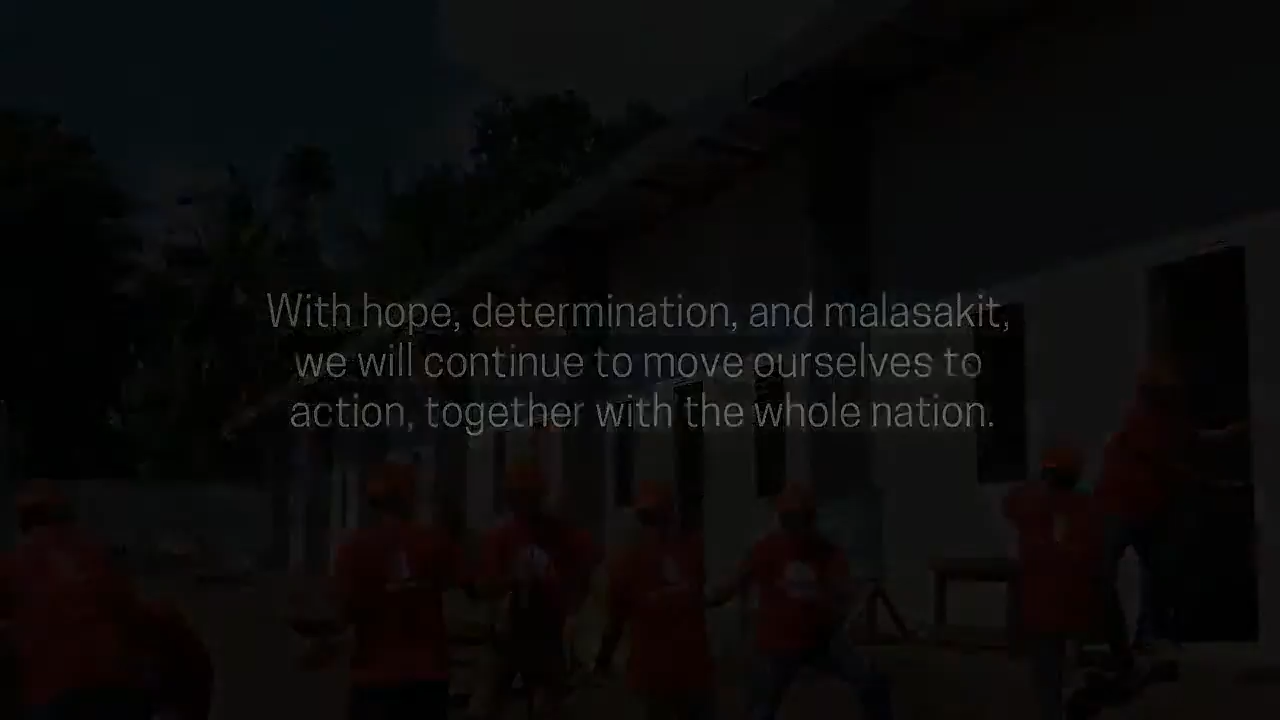 With hope, determination, and malasakit,
we will continue to move ourselves to
action, together with the whole nation.